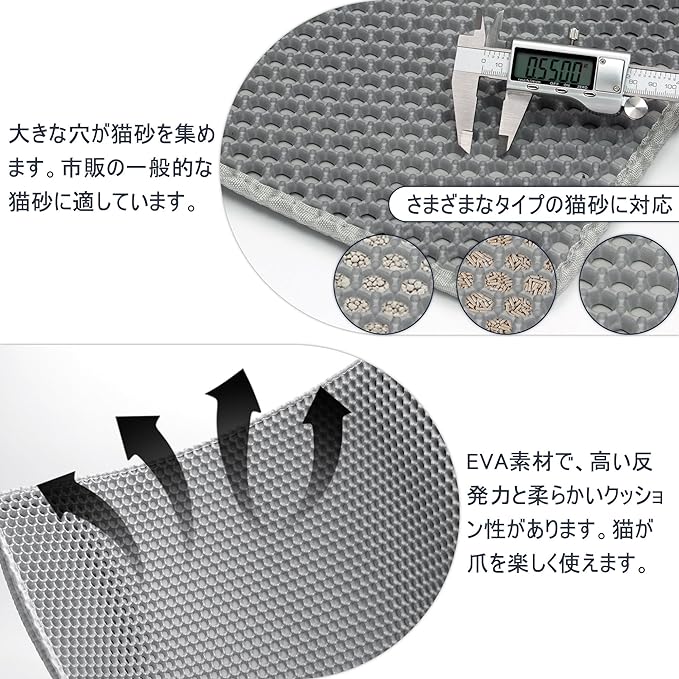 大きな穴が猫砂を集め
ます。市販の一般的な
猫砂に適しています。
0.5500
さまざまなタイプの猫砂に対応
EVA素材で、高い反
発力と柔らかいクッショ
ン性があります。猫が
爪を楽しく使えます。